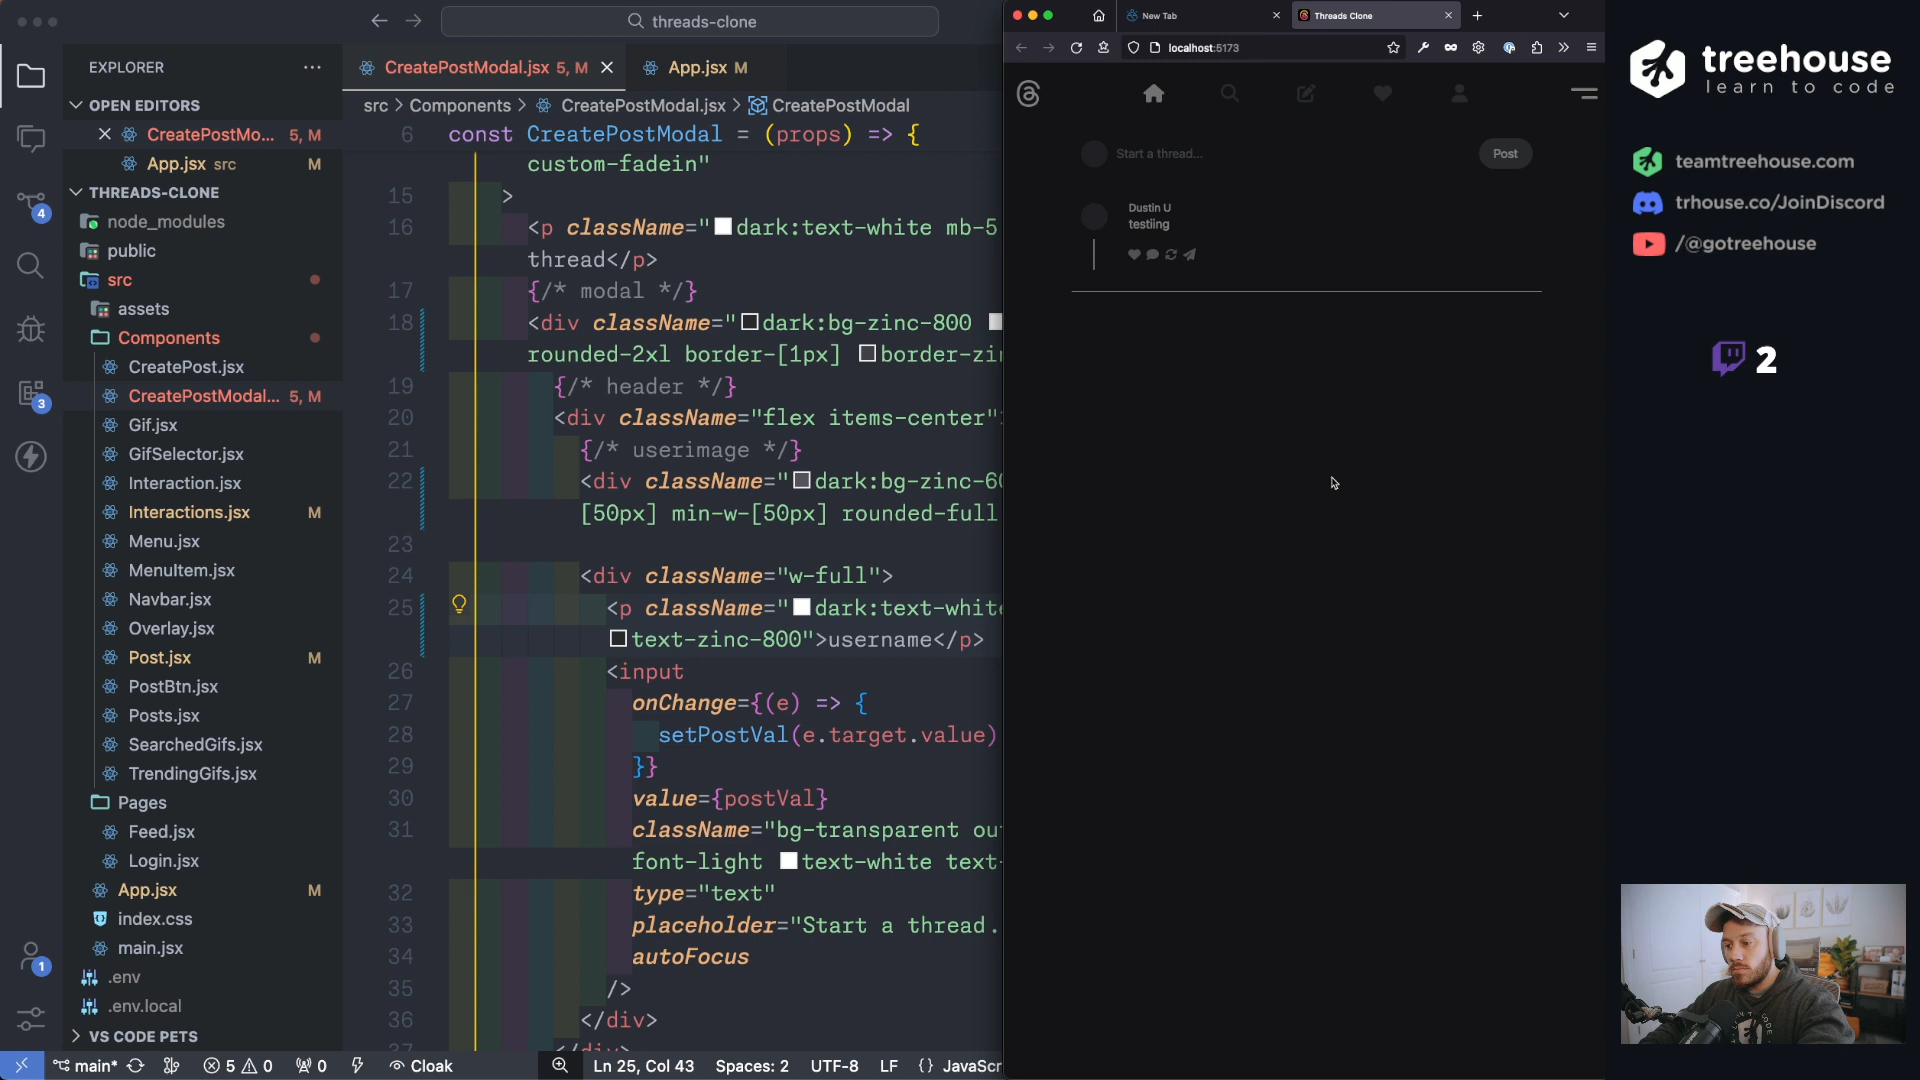 threads-clone
New Tab
Threads Clone
localhost:5173
EXPLORER
CreatePostModal.jsx 5, M
App.jsx M
OPEN EDITORS
CreatePostMo... 5, M
App.jsx src M
THREADS-CLONE
node_modules
public
src
assets
Components
CreatePost.jsx
CreatePostModal... 5, M
Gif.jsx
GifSelector.jsx
Interaction.jsx
Interactions.jsx M
Menu.jsx
MenuItem.jsx
Navbar.jsx
Overlay.jsx
Post.jsx M
PostBtn.jsx
Posts.jsx
SearchedGifs.jsx
TrendingGifs.jsx
Pages
Feed.jsx
Login.jsx
App.jsx M
index.css
main.jsx
.env
.env.local
VS CODE PETS
4
3
1
src > Components > CreatePostModal.jsx > CreatePostModal
6 const CreatePostModal = (props) => {
custom-fadein"
15 >
16 <p className="dark:text-white mb-5
thread</p>
17 {/* modal */}
18 <div className="dark:bg-zinc-800
rounded-2xl border-[1px] border-zin
19 {/* header */}
20 <div className="flex items-center"
21 {/* userimage */}
22 <div className="dark:bg-zinc-60
[50px] min-w-[50px] rounded-full
23
24 <div className="w-full">
25 <p className="dark:text-white
text-zinc-800">username</p>
26 <input
27 onChange={(e) => {
28 setPostVal(e.target.value)
29 }}
30 value={postVal}
31 className="bg-transparent ou
font-light text-white text-
32 type="text"
33 placeholder="Start a thread.
34 autoFocus
35 />
36 </div>
37 </div>
main* 5 0 0 Cloak Ln 25, Col 43 Spaces: 2 UTF-8 LF {} JavaScr
Start a thread...
Post
Dustin U
testiing
treehouse
learn to code
teamtreehouse.com
trhouse.co/JoinDiscord
/@gotreehouse
2